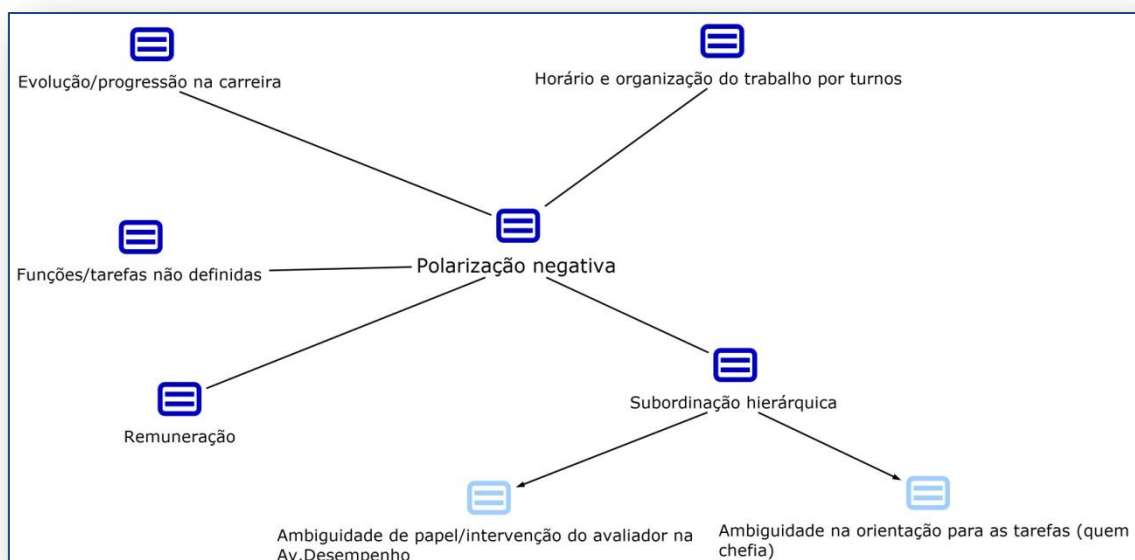 Evolução/progressão na carreira
Horário e organização do trabalho por turnos
Polarização negativa
Funções/tarefas não definidas
Subordinação hierárquica
Remuneração
Ambiguidade de papel/intervenção do avaliador na
Av.Desempenho
Ambiguidade na orientação para as tarefas (quem
chefia)